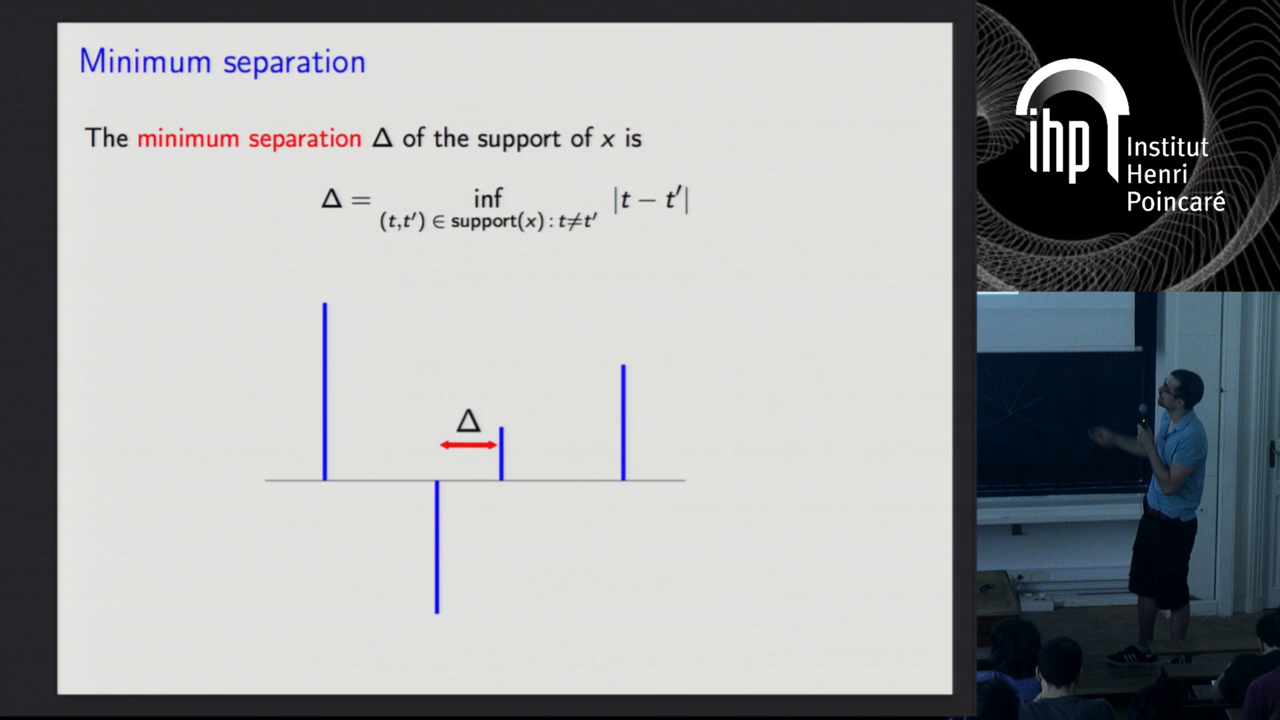 Minimum separation
The minimum separation Δ of the support of x is
Δ = inf |t − t′|
(t,t′) ∈ support(x) : t≠t′
Δ
ihp
Institut
Henri
Poincaré